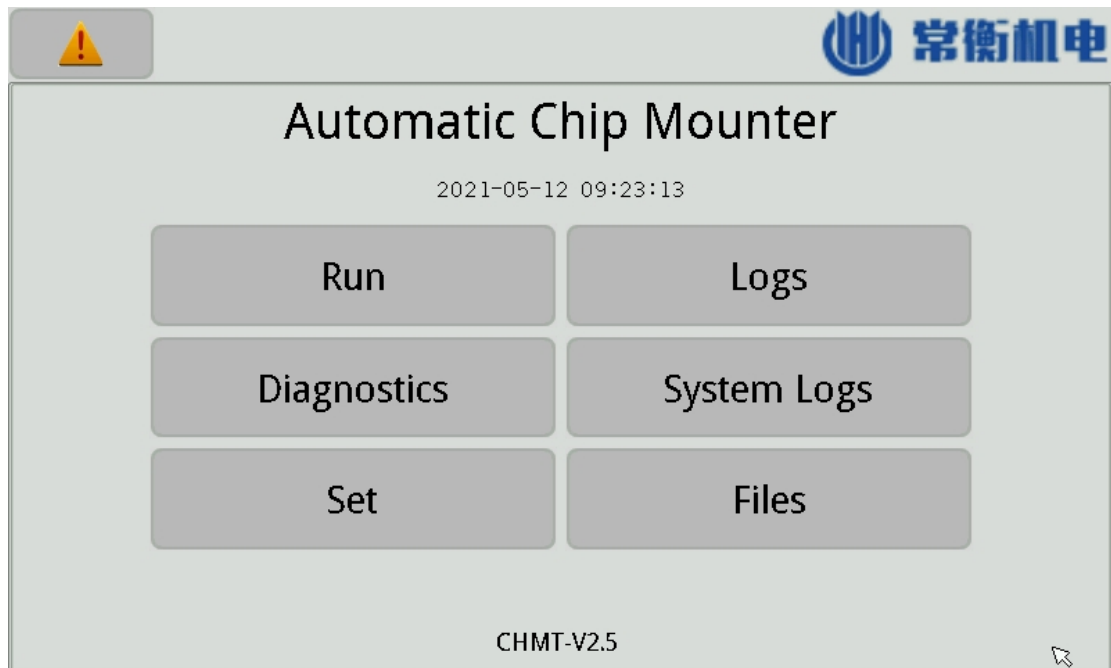 常衡机电
Automatic Chip Mounter
2021-05-12 09:23:13
Run
Logs
Diagnostics
System Logs
Set
Files
CHMT-V2.5